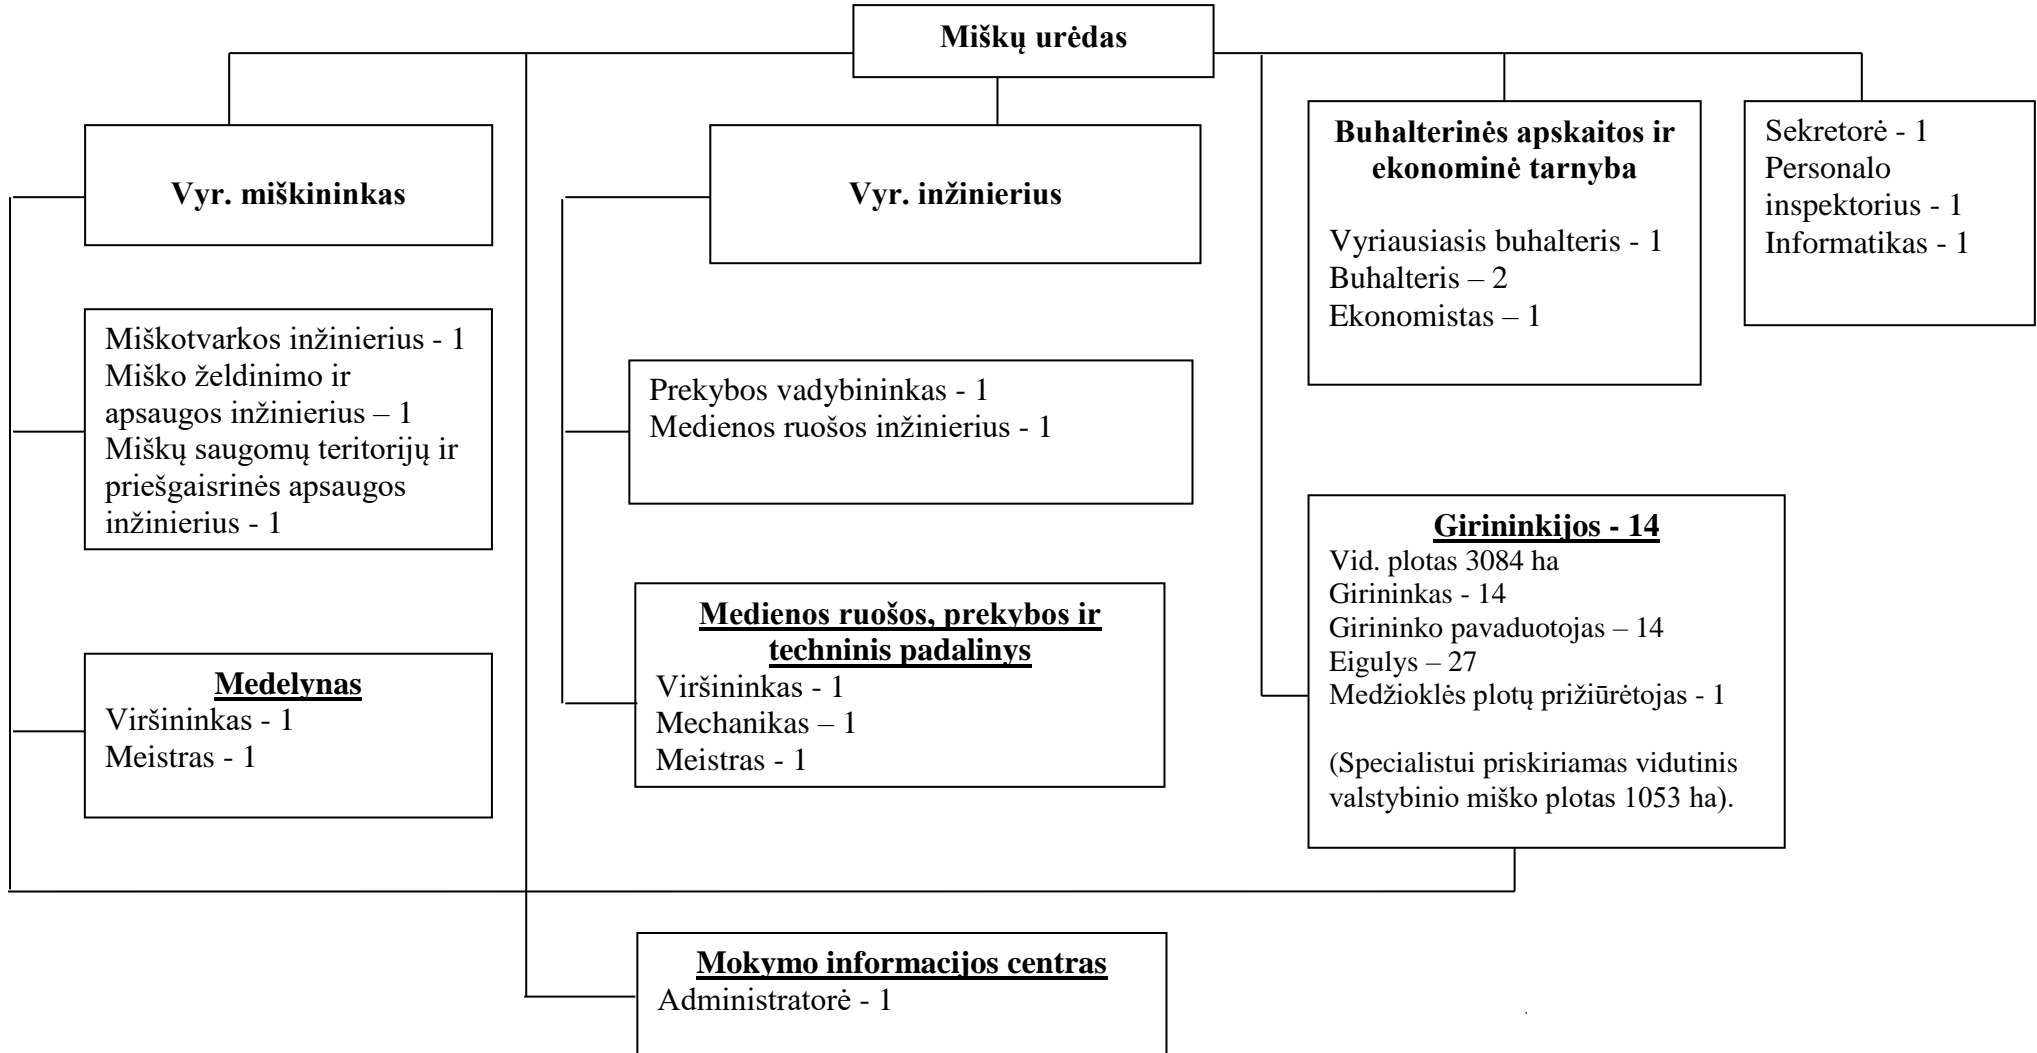 Miškų urėdas
Vyr. miškininkas
Vyr. inžinierius
Buhalterinės apskaitos ir
ekonominė tarnyba
Vyriausiasis buhalteris - 1
Buhalteris – 2
Ekonomistas – 1
Sekretorė - 1
Personalo
inspektorius - 1
Informatikas - 1
Miškotvarkos inžinierius - 1
Miško želdinimo ir
apsaugos inžinierius – 1
Miškų saugomų teritorijų ir
priešgaisrinės apsaugos
inžinierius - 1
Prekybos vadybininkas - 1
Medienos ruošos inžinierius - 1
Girininkijos - 14
Vid. plotas 3084 ha
Girininkas - 14
Girininko pavaduotojas – 14
Eigulys – 27
Medžioklės plotų prižiūrėtojas - 1
(Specialistui priskiriamas vidutinis
valstybinio miško plotas 1053 ha).
Medelynas
Viršininkas - 1
Meistras - 1
Medienos ruošos, prekybos ir
techninis padalinys
Viršininkas - 1
Mechanikas – 1
Meistras - 1
Mokymo informacijos centras
Administratorė - 1